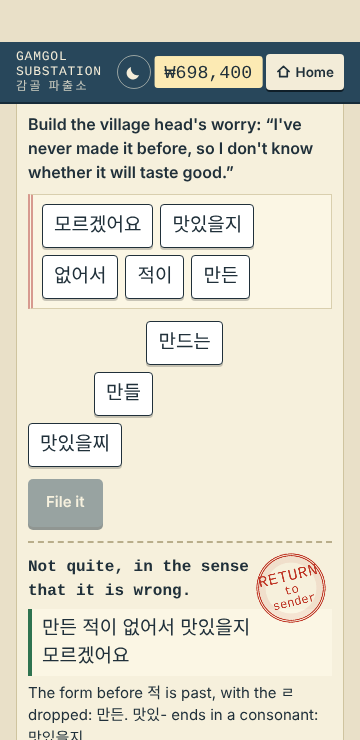 GAMGOL
SUBSTATION
감골 파출소
₩698,400
Home
Build the village head's worry: “I've
never made it before, so I don't know
whether it will taste good.”
모르겠어요 맛있을지
없어서 적이 만든
만드는
만들
맛있을찌
File it
Not quite, in the sense
that it is wrong.
RETURN
to
sender
만든 적이 없어서 맛있을지
모르겠어요
The form before 적 is past, with the ㄹ
dropped: 만든. 맛있- ends in a consonant:
맛있을지